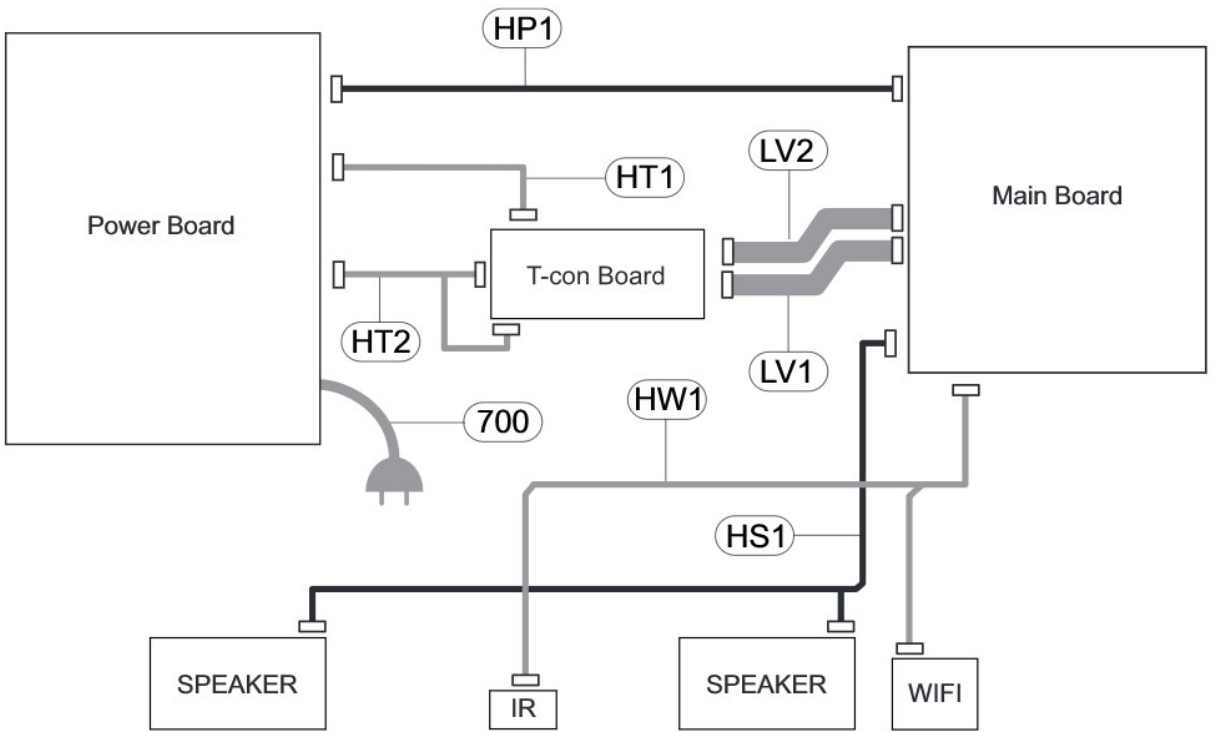 HP1
LV2
HT1
Main Board
Power Board
T-con Board
HT2
LV1
HW1
700
HS1
SPEAKER
SPEAKER
WIFI
IR